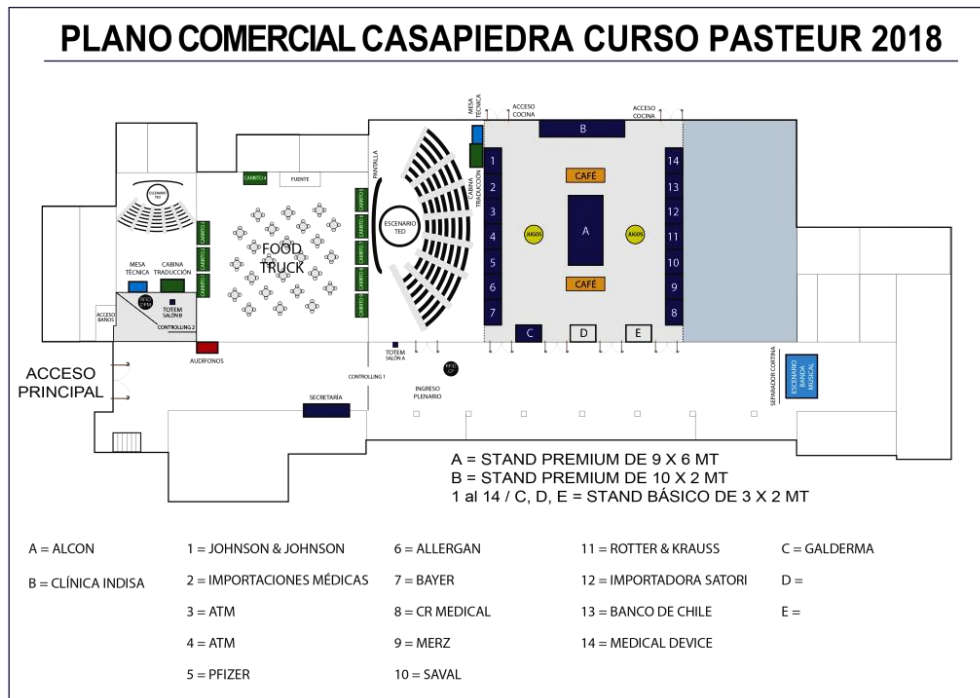 PLANO COMERCIAL CASAPIEDRA CURSO PASTEUR 2018
MESA
TÉCNICA
ACCESO
COCINA
ACCESO
COCINA
B
CABINA
TRADUCCIÓN
PANTALLA
CARRITO 4
FUENTE
ESCENARIO
TED
ESCENARIO
TED
FOOD
TRUCK
MESA
TÉCNICA
CABINA
TRADUCCIÓN
1
2
3
4
5
6
7
CAFÉ
JUGOS
A
JUGOS
CAFÉ
14
13
12
11
10
9
8
C
D
E
ACCESO
BAÑOS
TOTEM
SALÓN B
CONTROLLING 2
AUDÍFONOS
TOTEM
SALÓN A
CONTROLLING 1
INGRESO
PLENARIO
SECRETARÍA
ACCESO
PRINCIPAL
SEPARADOR CORTINA
ESCENARIO
BANDA
MUSICAL
A = STAND PREMIUM DE 9 X 6 MT
B = STAND PREMIUM DE 10 X 2 MT
1 al 14 / C, D, E = STAND BÁSICO DE 3 X 2 MT
A = ALCON
B = CLÍNICA INDISA
1 = JOHNSON & JOHNSON
2 = IMPORTACIONES MÉDICAS
3 = ATM
4 = ATM
5 = PFIZER
6 = ALLERGAN
7 = BAYER
8 = CR MEDICAL
9 = MERZ
10 = SAVAL
11 = ROTTER & KRAUSS
12 = IMPORTADORA SATORI
13 = BANCO DE CHILE
14 = MEDICAL DEVICE
C = GALDERMA
D =
E =